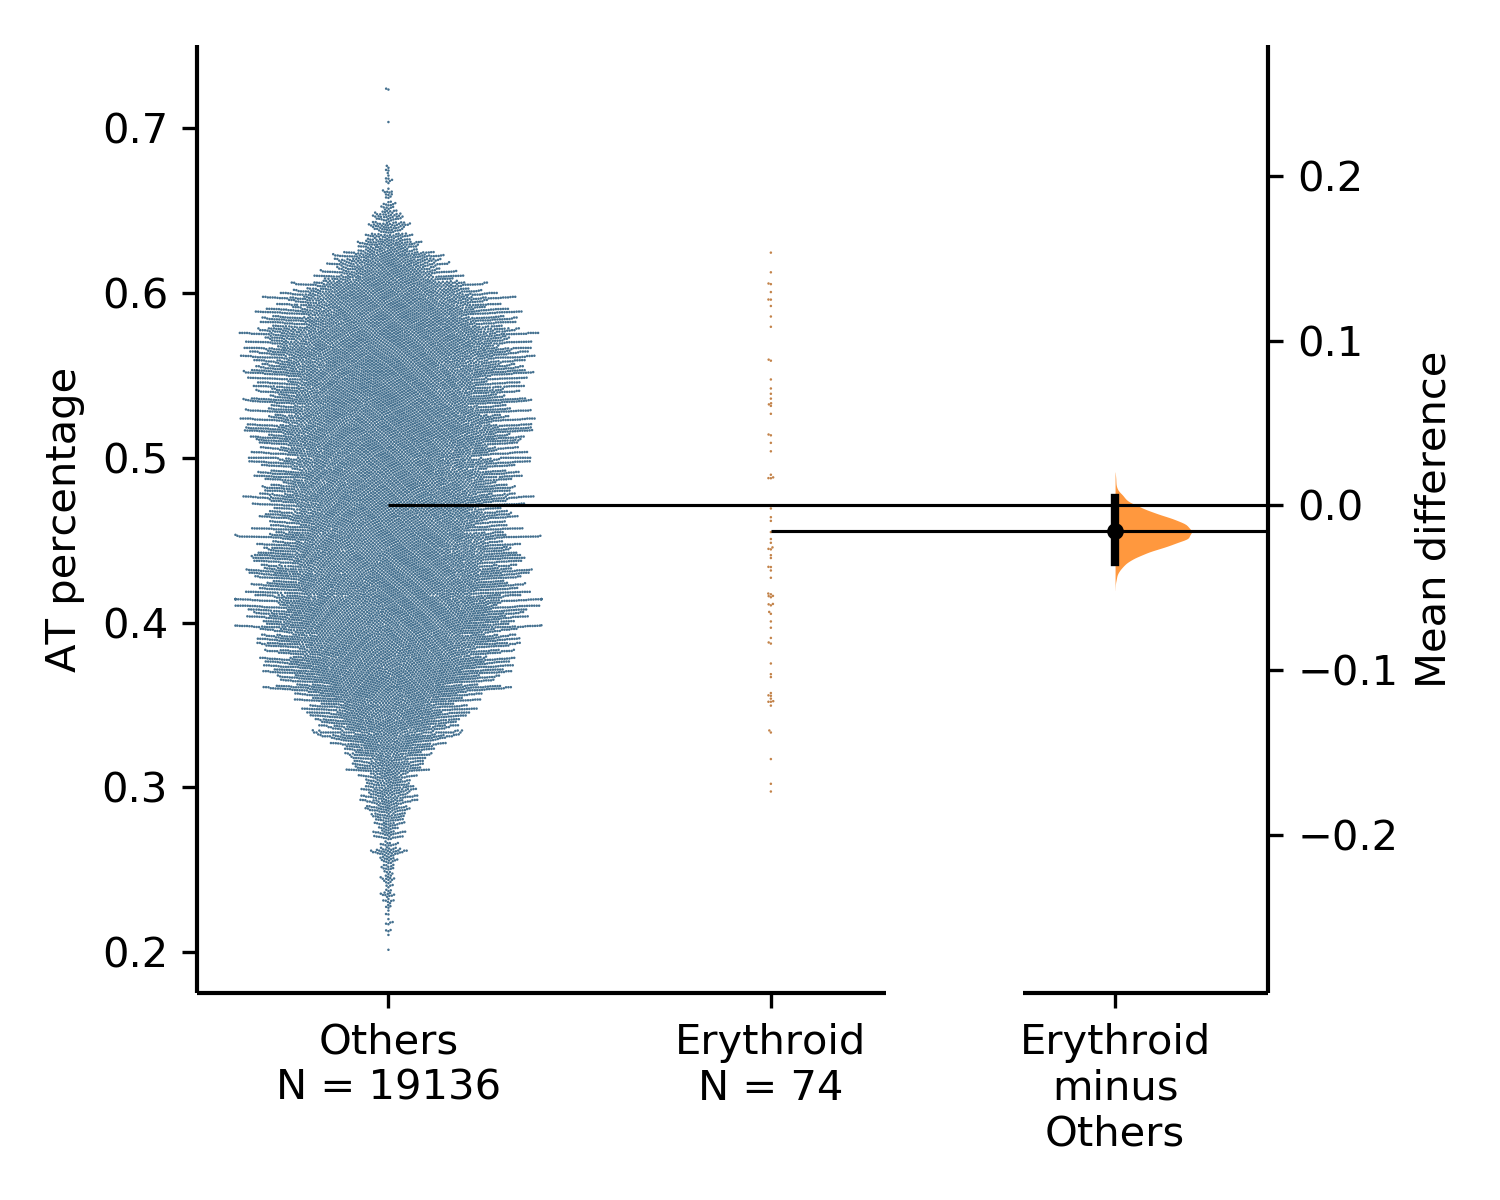 AT percentage
0.7
0.6
0.5
0.4
0.3
0.2
Others
N = 19136
Erythroid
N = 74
Erythroid
minus
Others
0.2
0.1
0.0
−0.1
−0.2
Mean difference